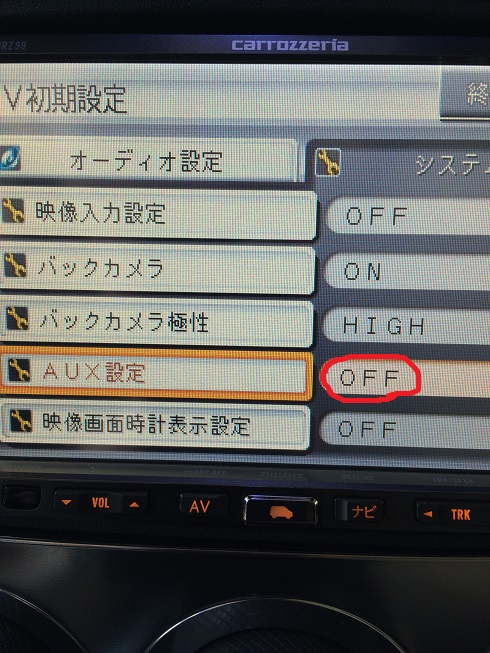 RZ99 carrozzeria
V初期設定 終
オーディオ設定 システム
映像入力設定 OFF
バックカメラ ON
バックカメラ極性 HIGH
AUX設定 OFF
映像画面時計表示設定 OFF
VOL AV ナビ TRK